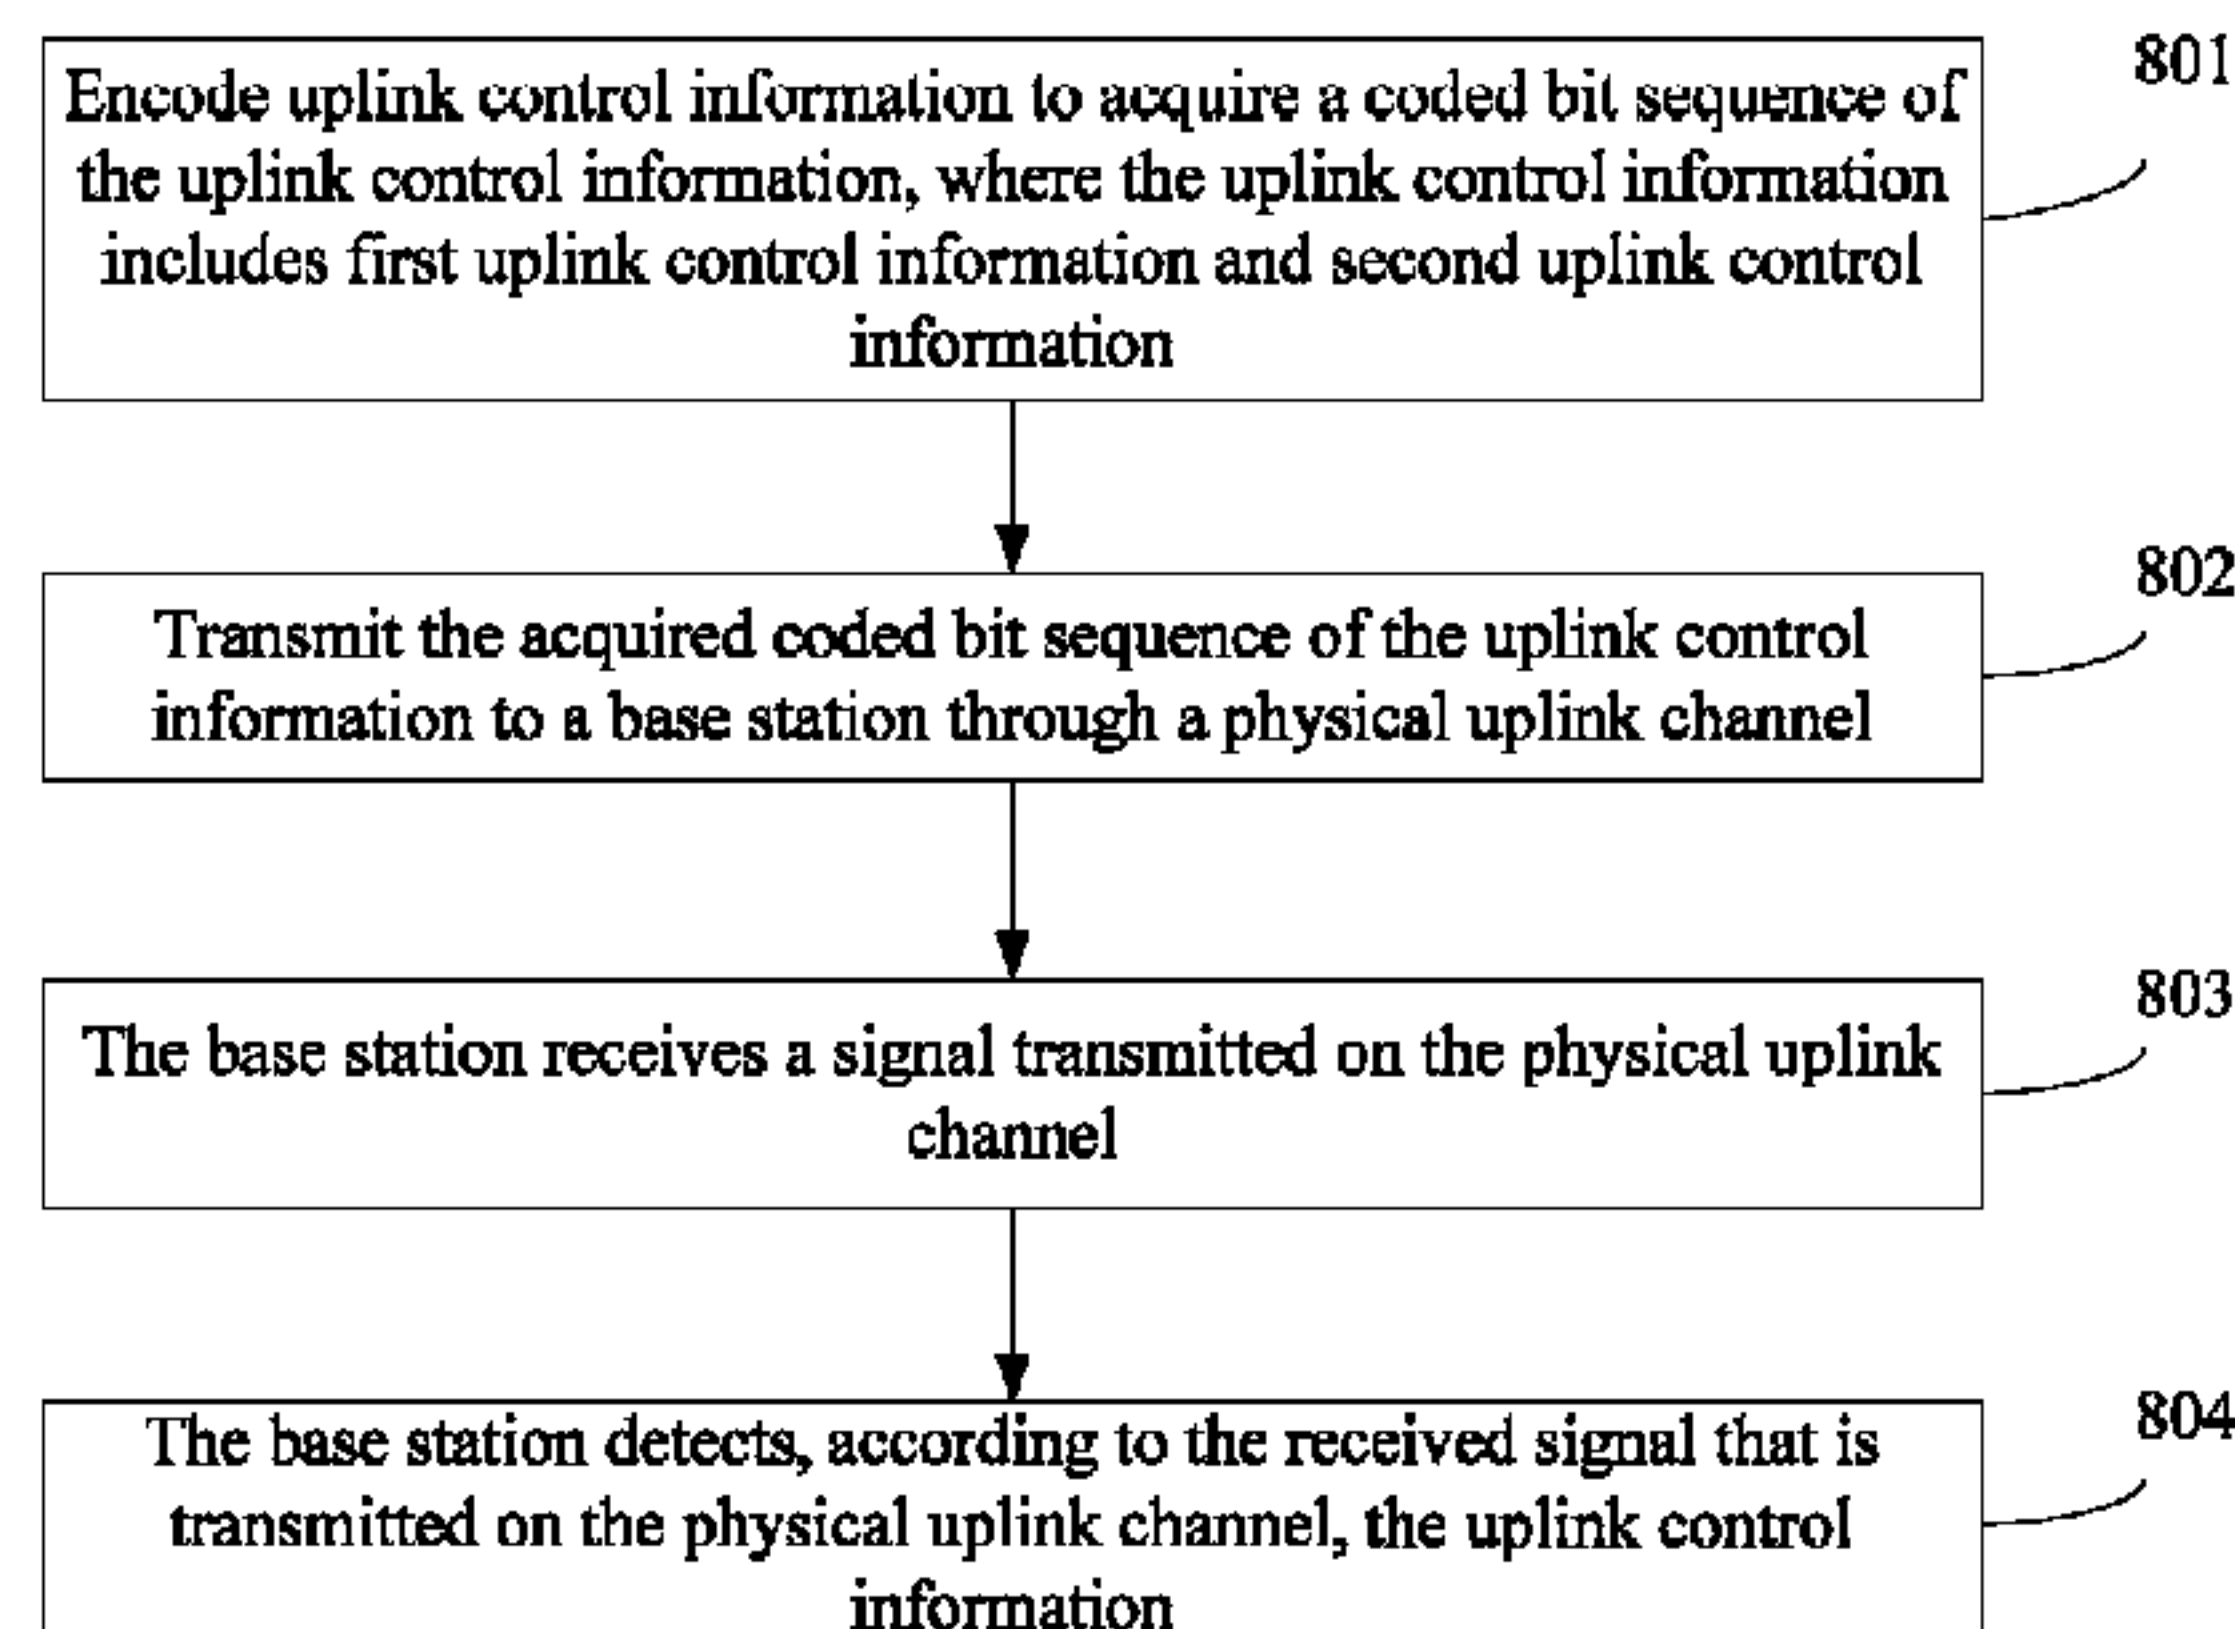 801
Encode uplink control information to acquire a coded bit sequence of
the uplink control information, where the uplink control information
includes first uplink control information and second uplink control
information
802
Transmit the acquired coded bit sequence of the uplink control
information to a base station through a physical uplink channel
803
The base station receives a signal transmitted on the physical uplink
channel
804
The base station detects, according to the received signal that is
transmitted on the physical uplink channel, the uplink control
information